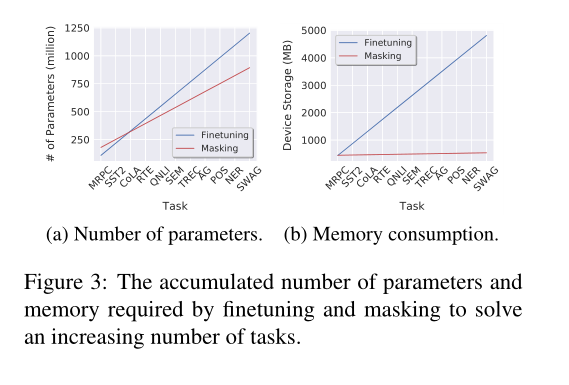 # of Parameters (million)
1250
1000
750
500
250
Finetuning
Masking
MRPC
SST2
CoLA
RTE
QNLI
SEM
TREC
AG
POS
NER
SWAG
Task
(a) Number of parameters.
Device Storage (MB)
5000
4000
3000
2000
1000
Finetuning
Masking
MRPC
SST2
CoLA
RTE
QNLI
SEM
TREC
AG
POS
NER
SWAG
Task
(b) Memory consumption.
Figure 3: The accumulated number of parameters and
memory required by finetuning and masking to solve
an increasing number of tasks.